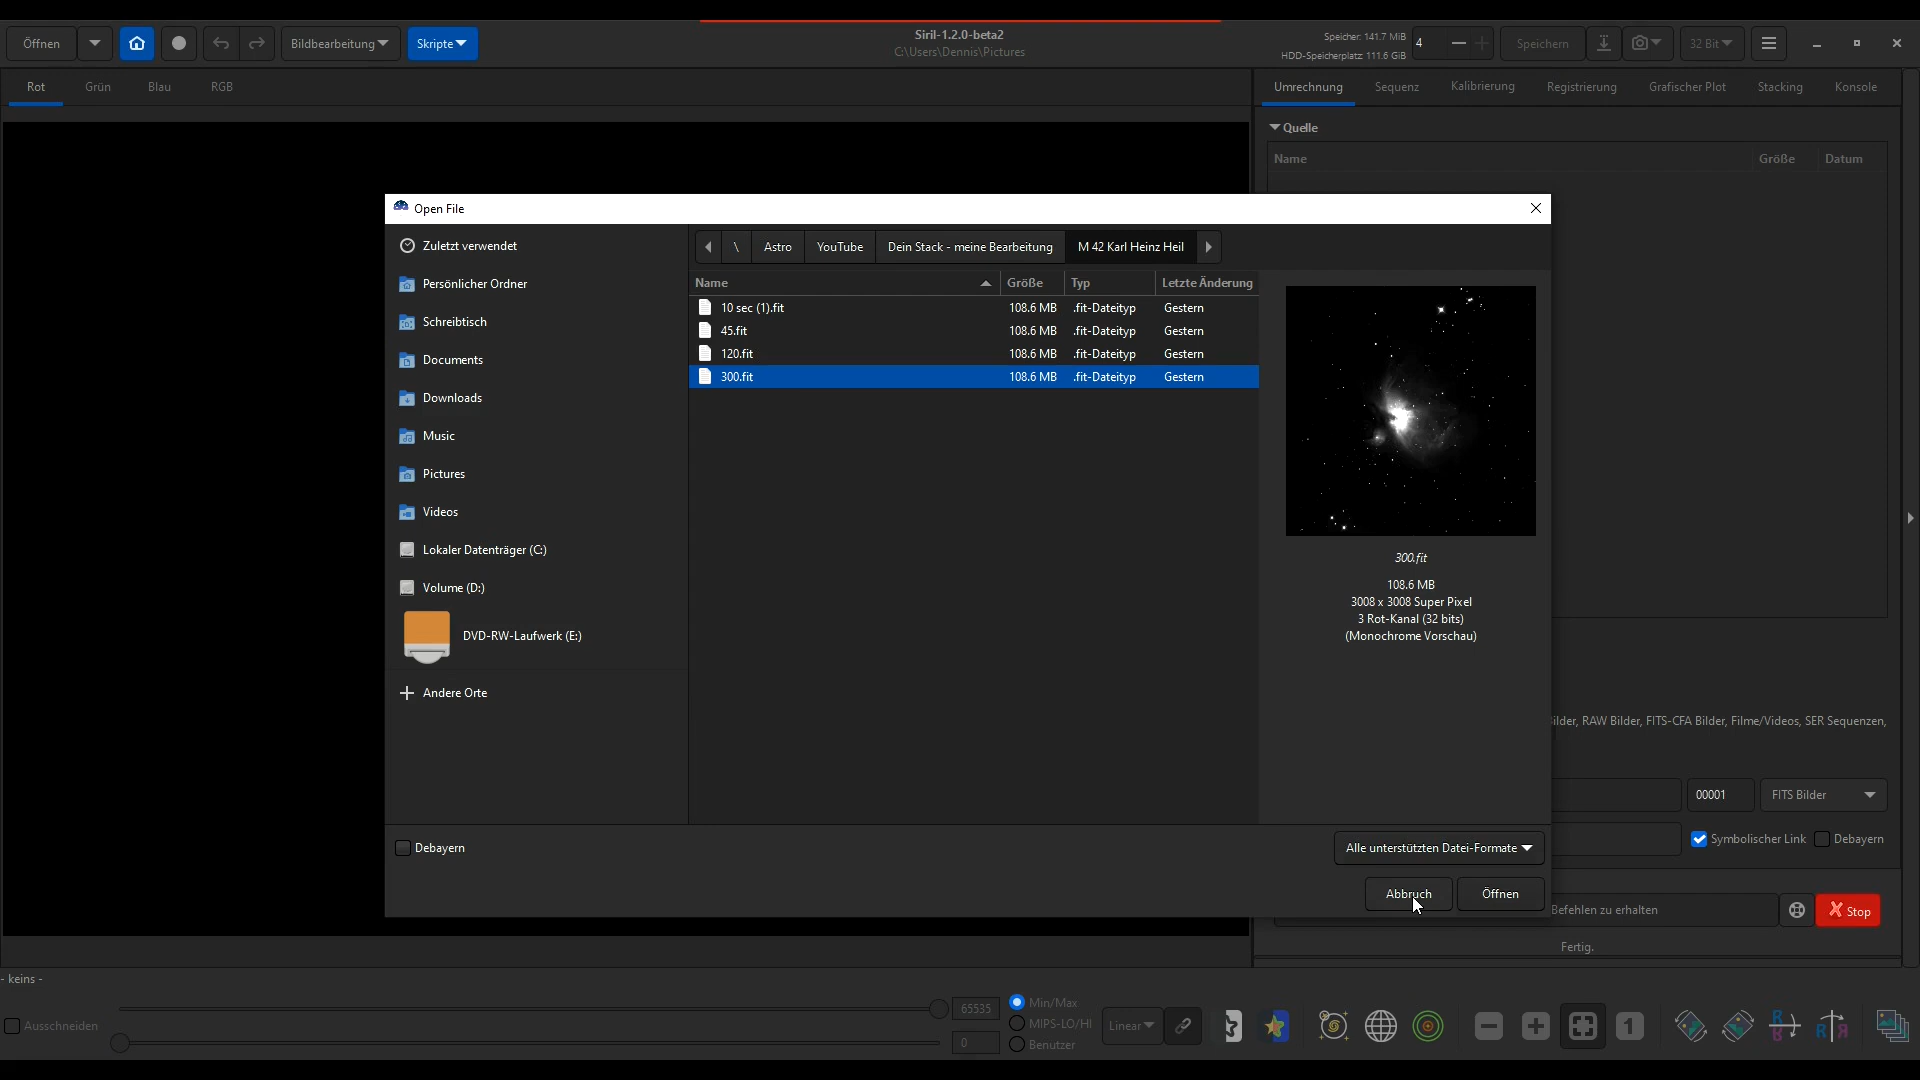 Öffnen
Bildbearbeitung
Skripte
Siril-1.2.0-beta2
C:\Users\Dennis\Pictures
Speicher: 141.7 MiB
HDD-Speicherplatz: 111.6 GiB
4
Speichern
32 Bit
Rot Grün Blau RGB
Umrechnung Sequenz Kalibrierung Registrierung Grafischer Plot Stacking Konsole
Quelle
Name Größe Datum
Open File
Zuletzt verwendet
Persönlicher Ordner
Schreibtisch
Documents
Downloads
Music
Pictures
Videos
Lokaler Datenträger (C:)
Volume (D:)
DVD-RW-Laufwerk (E:)
Andere Orte
\ Astro YouTube Dein Stack - meine Bearbeitung M 42 Karl Heinz Heil
Name Größe Typ Letzte Änderung
10 sec (1).fit 108.6 MB .fit-Dateityp Gestern
45.fit 108.6 MB .fit-Dateityp Gestern
120.fit 108.6 MB .fit-Dateityp Gestern
300.fit 108.6 MB .fit-Dateityp Gestern
300.fit
108.6 MB
3008 x 3008 Super Pixel
3 Rot-Kanal (32 bits)
(Monochrome Vorschau)
Debayern
Alle unterstützten Datei-Formate
Abbruch Öffnen
Bilder, RAW Bilder, FITS-CFA Bilder, Filme/Videos, SER Sequenzen,
00001 FITS Bilder
Symbolischer Link Debayern
Befehlen zu erhalten
Stop
Fertig.
- keins -
Ausschneiden
65535
0
Min/Max
MIPS-LO/HI
Benutzer
Linear
1
R
R
R R